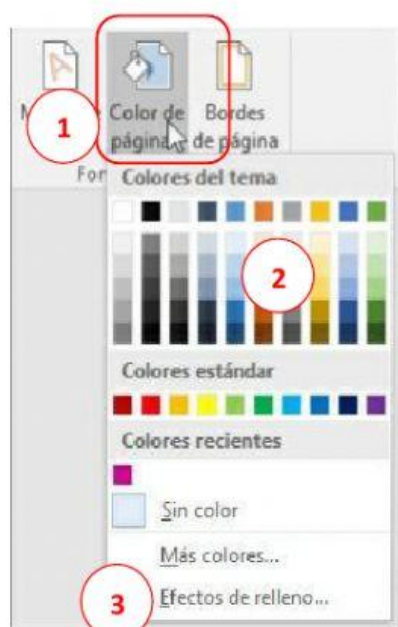 Color de Bordes
página de página
1
Colores del tema
2
Colores estándar
Colores recientes
Sin color
Más colores...
Efectos de relleno...
3